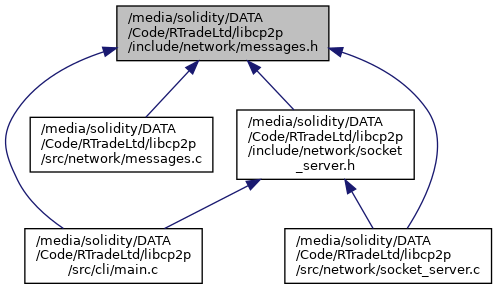 /media/solidity/DATA
/Code/RTradeLtd/libcp2p
/include/network/messages.h
/media/solidity/DATA
/Code/RTradeLtd/libcp2p
/src/network/messages.c
/media/solidity/DATA
/Code/RTradeLtd/libcp2p
/include/network/socket
_server.h
/media/solidity/DATA
/Code/RTradeLtd/libcp2p
/src/cli/main.c
/media/solidity/DATA
/Code/RTradeLtd/libcp2p
/src/network/socket_server.c